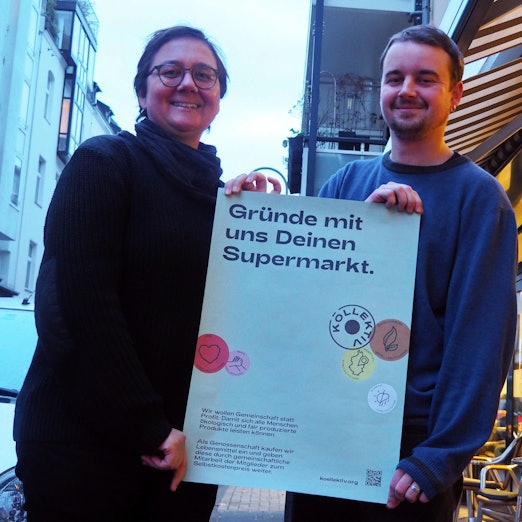 Gründe mit
uns Deinen
Supermarkt.
KÖLLEKTIV
Wir wollen Gemeinschaft statt
Profit. Damit sich alle Menschen
ökologisch und fair produzierte
Produkte leisten können.
Als Genossenschaft kaufen wir
Lebensmittel ein und geben
diese durch gemeinschaftliche
Mitarbeit der Mitglieder zum
Selbstkostenpreis weiter.
koellektiv.org